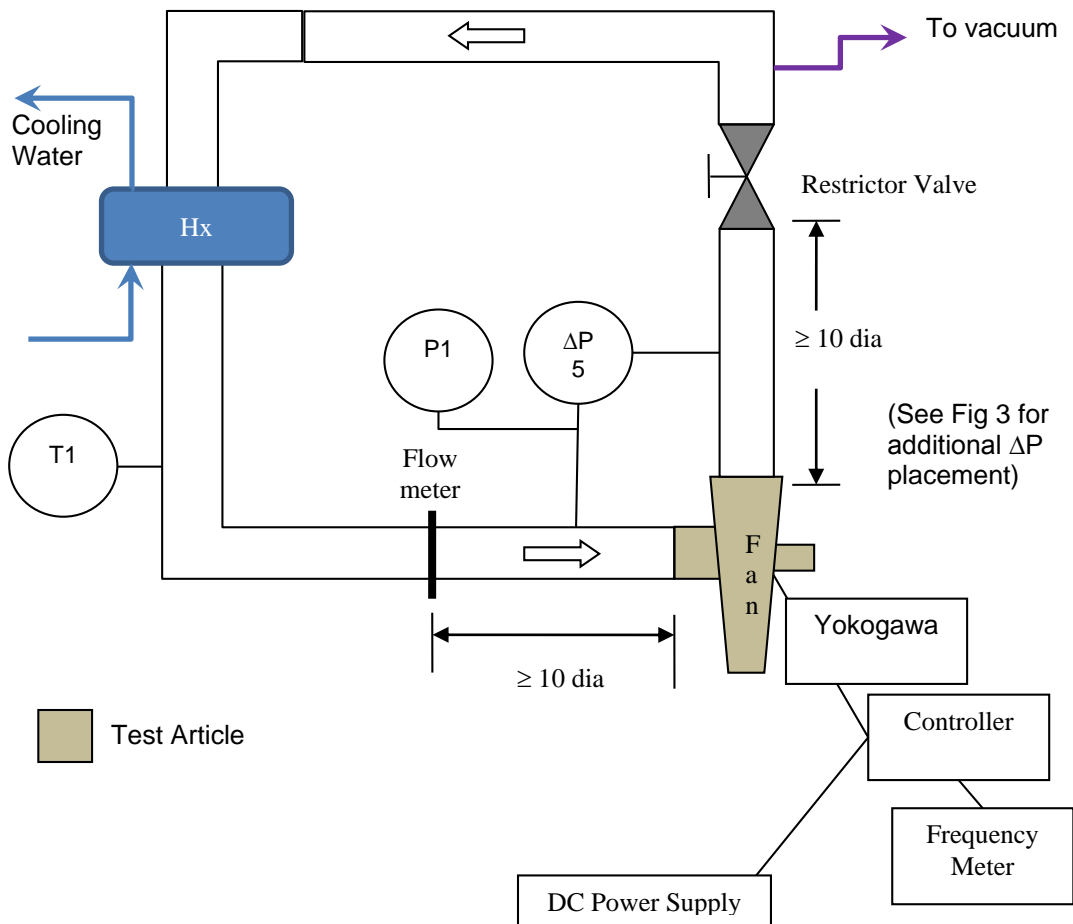 To vacuum
Cooling
Water
Restrictor Valve
Hx
≥ 10 dia
P1
ΔP
5
(See Fig 3 for
additional ΔP
placement)
T1
Flow
meter
F
a
n
≥ 10 dia
Yokogawa
Test Article
Controller
Frequency
Meter
DC Power Supply